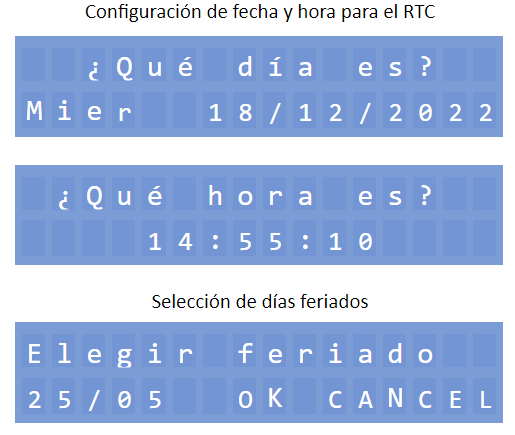 Configuración de fecha y hora para el RTC
¿Qué día es?
Mier 18/12/2022
¿Qué hora es?
14:55:10
Selección de días feriados
Elegir feriado
25/05 OK CANCEL